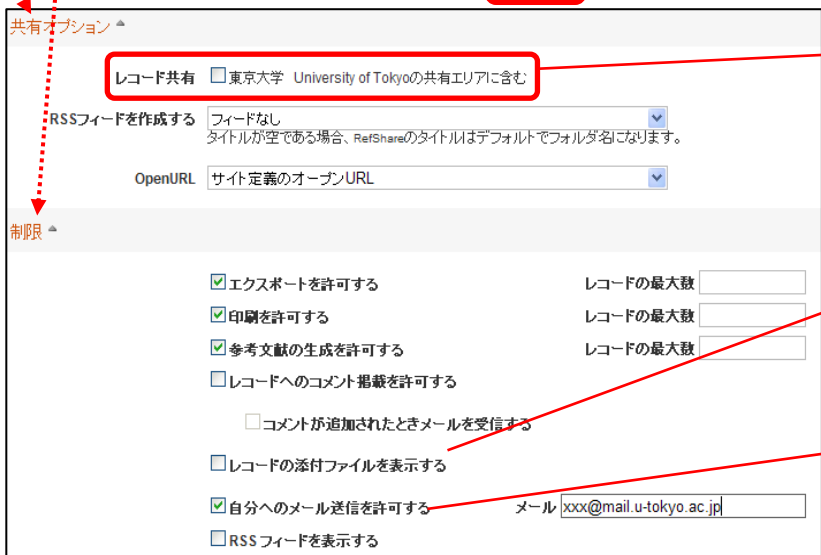 共有オプション
レコード共有 東京大学 University of Tokyoの共有エリアに含む
RSSフィードを作成する フィードなし
タイトルが空である場合、RefShareのタイトルはデフォルトでフォルダ名になります。
OpenURL サイト定義のオープンURL
制限
エクスポートを許可する レコードの最大数
印刷を許可する レコードの最大数
参考文献の生成を許可する レコードの最大数
レコードへのコメント掲載を許可する
コメントが追加されたときメールを受信する
レコードの添付ファイルを表示する
自分へのメール送信を許可する メール xxx@mail.u-tokyo.ac.jp
RSSフィードを表示する